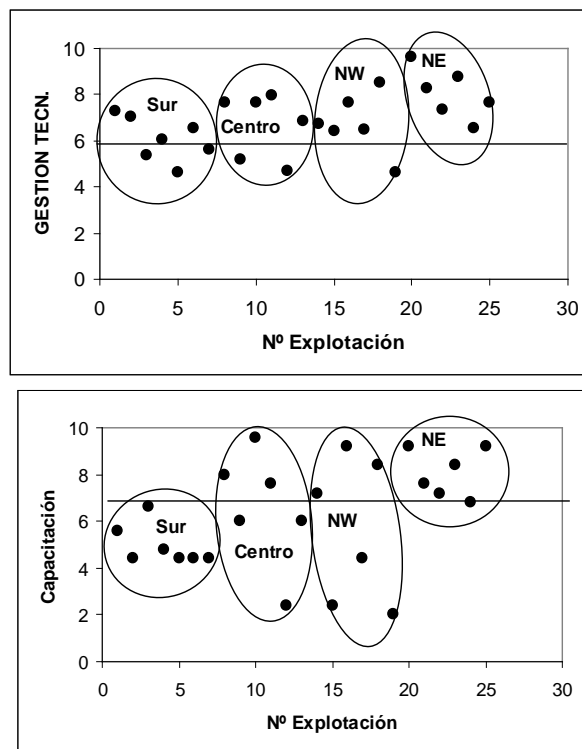 10
8
6
4
2
0
GESTION TECN.
Sur
Centro
NW
NE
0 5 10 15 20 25 30
Nº Explotación
10
8
6
4
2
0
Capacitación
Sur
Centro
NW
NE
0 5 10 15 20 25 30
Nº Explotación